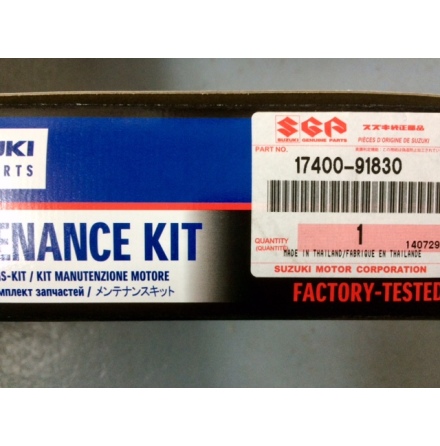 UKI
ARTS
ENANCE KIT
S-KIT / KIT MANUTENZIONE MOTORE
мплект запчастей / メンテナンスキット
SGP
SUZUKI GENUINE PARTS
スズキ純正部品
PIÈCES D'ORIGINE DE SUZUKI
PART NO.
17400-91830
QUANTITY
(QUANTITÉ)
1
140729
MADE IN THAILAND/FABRIQUE EN THAILANDE
SUZUKI MOTOR CORPORATION
FACTORY-TESTED